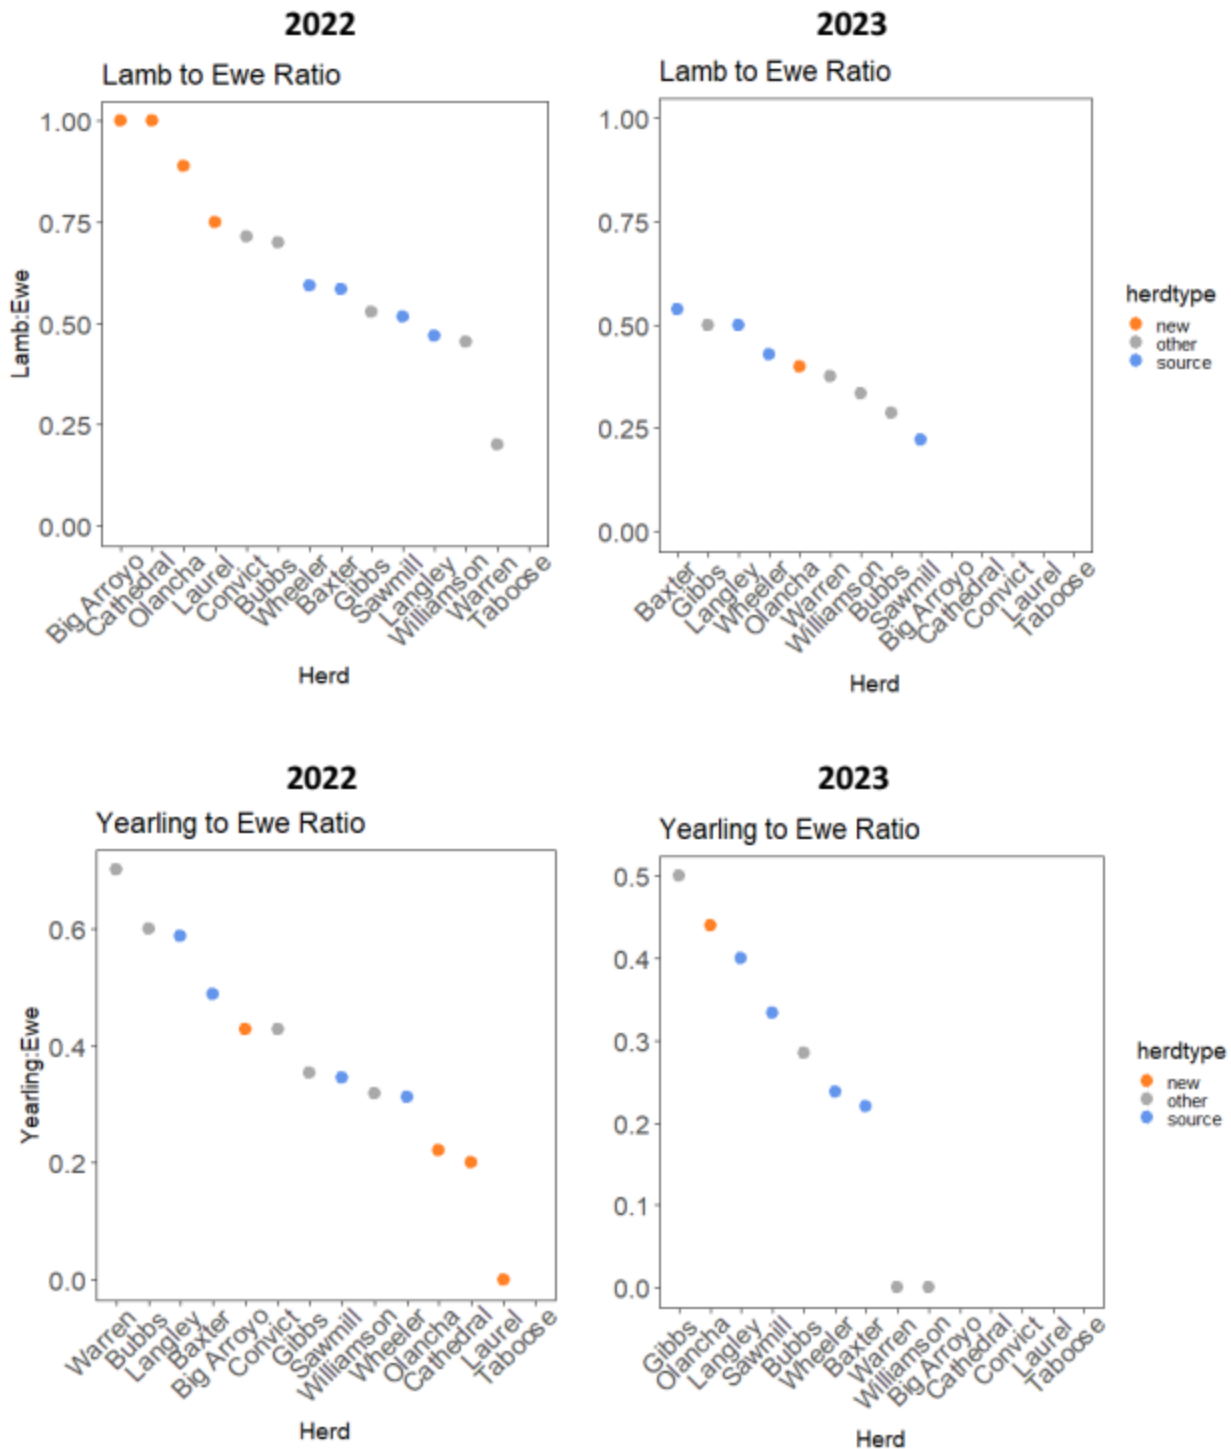 2022
Lamb to Ewe Ratio
1.00
0.75
0.50
0.25
0.00
Lamb:Ewe
Big Arroyo
Cathedral
Olancha
Laurel
Convict
Bubbs
Wheeler
Baxter
Gibbs
Sawmill
Langley
Williamson
Warren
Taboose
Herd
2023
Lamb to Ewe Ratio
1.00
0.75
0.50
0.25
0.00
Baxter
Gibbs
Langley
Wheeler
Olancha
Warren
Williamson
Bubbs
Sawmill
Big Arroyo
Cathedral
Convict
Laurel
Taboose
Herd
herdtype
new
other
source
2022
Yearling to Ewe Ratio
0.6
0.4
0.2
0.0
Yearling:Ewe
Warren
Bubbs
Langley
Baxter
Big Arroyo
Convict
Gibbs
Sawmill
Williamson
Wheeler
Olancha
Cathedral
Laurel
Taboose
Herd
2023
Yearling to Ewe Ratio
0.5
0.4
0.3
0.2
0.1
0.0
Gibbs
Olancha
Langley
Sawmill
Bubbs
Wheeler
Baxter
Warren
Williamson
Big Arroyo
Cathedral
Convict
Laurel
Taboose
Herd
herdtype
new
other
source